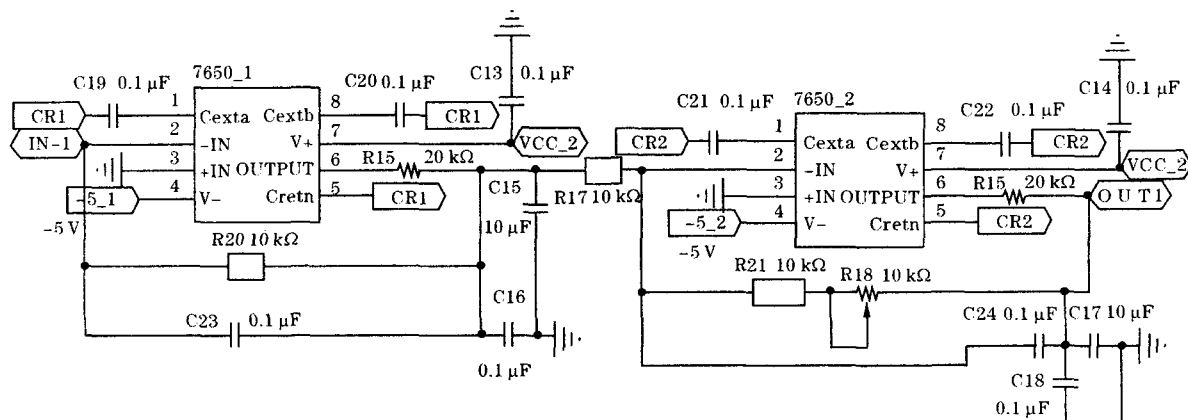 7650_1
C19 0.1 μF
C20 0.1 μF
C13 0.1 μF
CR1
1
Cexta
Cextb
8
CR1
IN-1
2
-IN
V+
7
VCC_2
3
+IN
OUTPUT
6
R15 20 kΩ
-5_1
4
V-
Cretn
5
CR1
-5 V
C15
10 μF
R17 10 kΩ
R20 10 kΩ
C23 0.1 μF
C16
0.1 μF
7650_2
C21 0.1 μF
C22 0.1 μF
C14 0.1 μF
CR2
1
Cexta
Cextb
8
CR2
2
-IN
V+
7
VCC_2
3
+IN
OUTPUT
6
R15 20 kΩ
OUT1
-5_2
4
V-
Cretn
5
CR2
-5 V
R21 10 kΩ
R18 10 kΩ
C24 0.1 μF
C17 10 μF
C18
0.1 μF